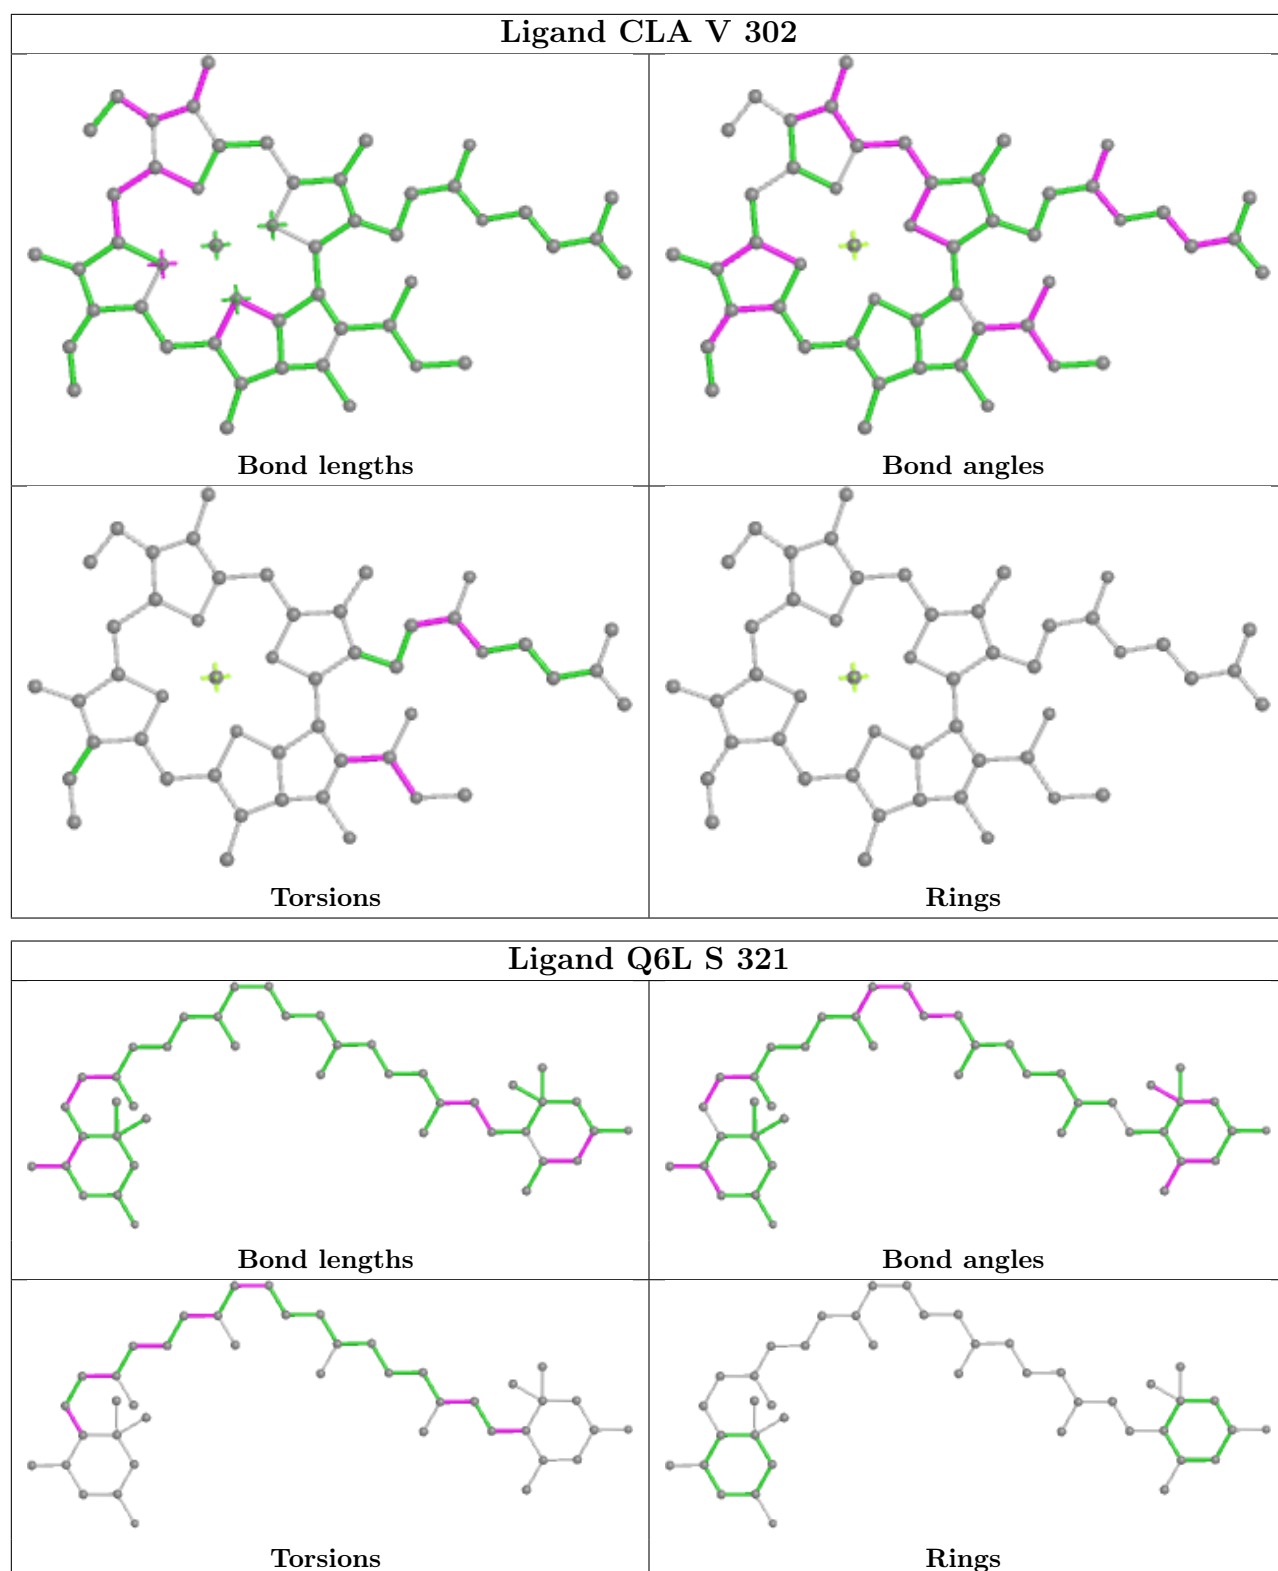 Ligand CLA V 302
Bond lengths
Bond angles
Torsions
Rings
Ligand Q6L S 321
Bond lengths
Bond angles
Torsions
Rings